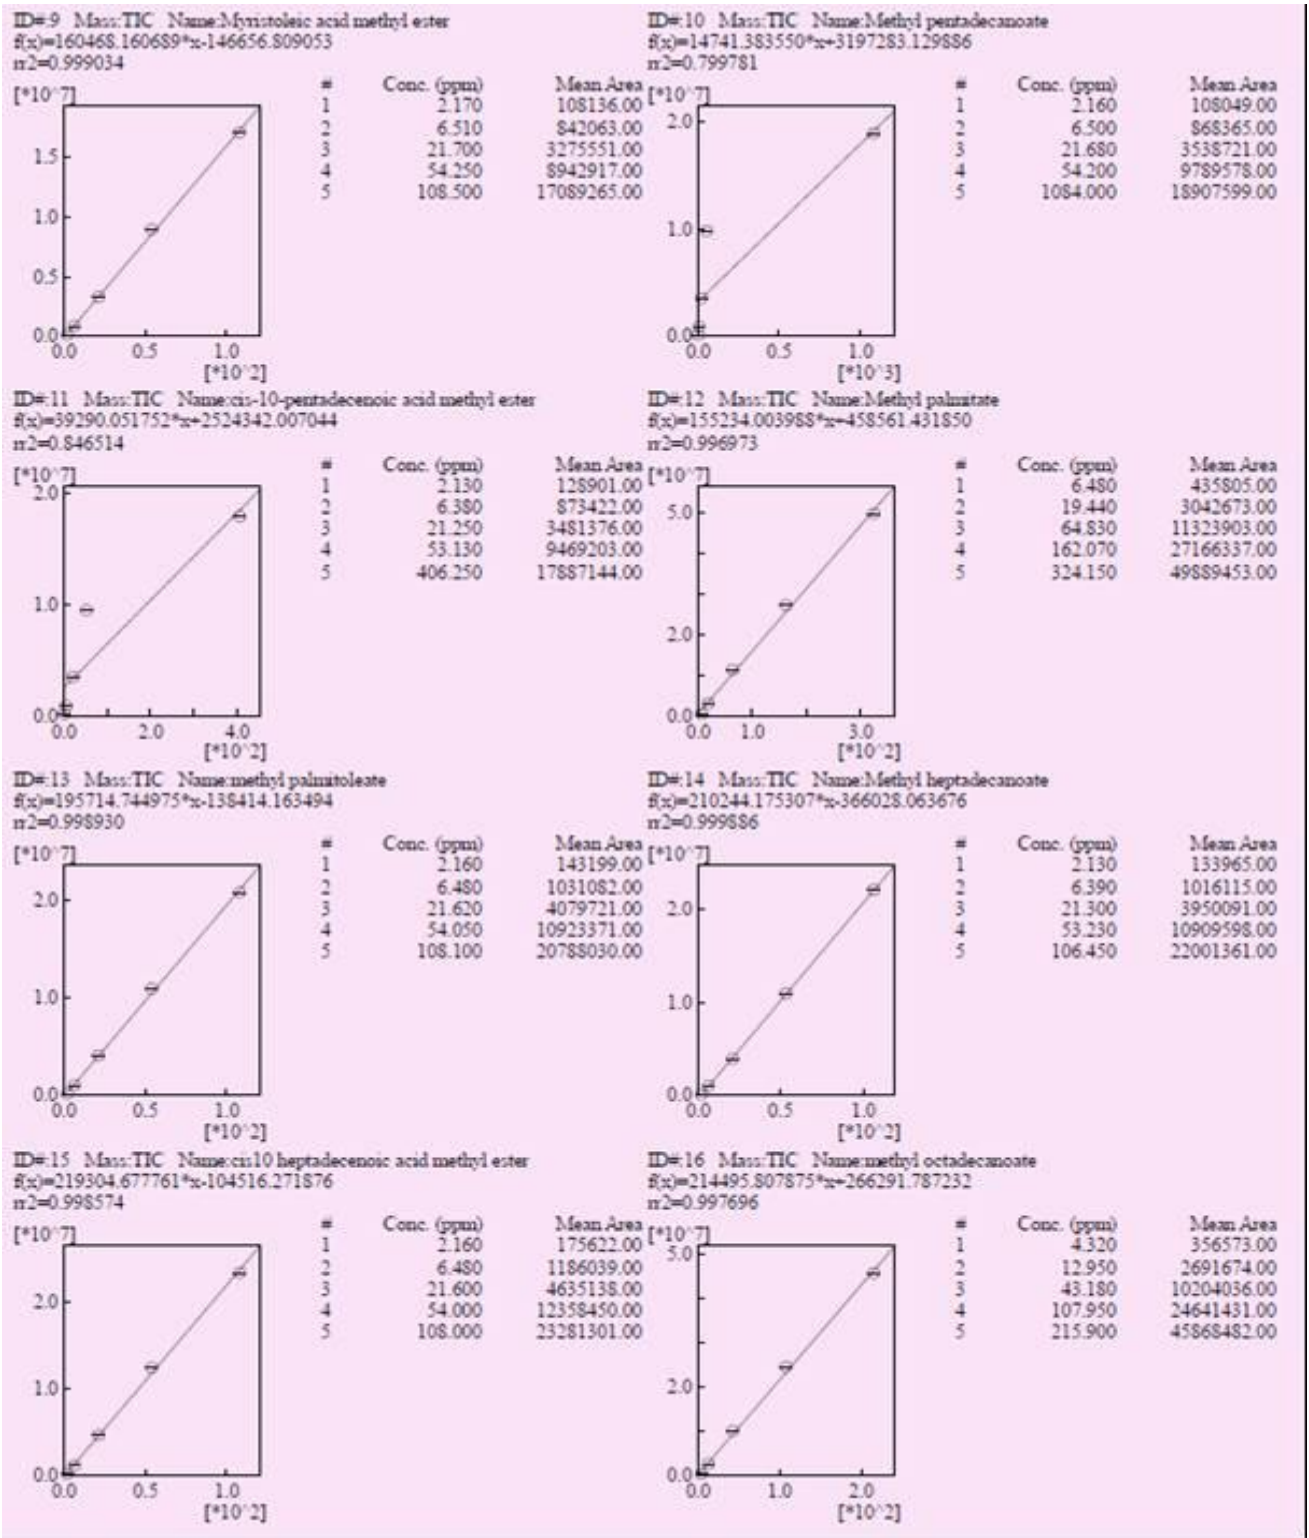 ID#:9 Mass:TIC Name:Myristoleic acid methyl ester
f(x)=160468.160689*x-146656.809053
rr2=0.999034
# Conc. (ppm) Mean Area
1 2.170 108136.00
2 6.510 842063.00
3 21.700 3275551.00
4 54.250 8942917.00
5 108.500 17089265.00
[*10^7]
1.5
1.0
0.5
0.0
0.0 0.5 1.0
[*10^2]
ID#:10 Mass:TIC Name:Methyl pentadecanoate
f(x)=14741.383550*x+3197283.129886
rr2=0.799781
# Conc. (ppm) Mean Area
1 2.160 108049.00
2 6.500 868365.00
3 21.680 3538721.00
4 54.200 9789578.00
5 1084.000 18907599.00
[*10^7]
2.0
1.0
0.0
0.0 0.5 1.0
[*10^3]
ID#:11 Mass:TIC Name:cis-10-pentadecenoic acid methyl ester
f(x)=39290.051752*x+2524342.007044
rr2=0.846514
# Conc. (ppm) Mean Area
1 2.130 128901.00
2 6.380 873422.00
3 21.250 3481376.00
4 53.130 9469203.00
5 406.250 17887144.00
[*10^7]
2.0
1.0
0.0
0.0 2.0 4.0
[*10^2]
ID#:12 Mass:TIC Name:Methyl palmitate
f(x)=155234.003988*x+458561.431850
rr2=0.996973
# Conc. (ppm) Mean Area
1 6.480 435805.00
2 19.440 3042673.00
3 64.830 11323903.00
4 162.070 27166337.00
5 324.150 49889453.00
[*10^7]
5.0
2.0
0.0
0.0 1.0 3.0
[*10^2]
ID#:13 Mass:TIC Name:methyl palmitoleate
f(x)=195714.744975*x-138414.163494
rr2=0.998930
# Conc. (ppm) Mean Area
1 2.160 143199.00
2 6.480 1031082.00
3 21.620 4079721.00
4 54.050 10923371.00
5 108.100 20788030.00
[*10^7]
2.0
1.0
0.0
0.0 0.5 1.0
[*10^2]
ID#:14 Mass:TIC Name:Methyl heptadecanoate
f(x)=210244.175307*x-366028.063676
rr2=0.999886
# Conc. (ppm) Mean Area
1 2.130 133965.00
2 6.390 1016115.00
3 21.300 3950091.00
4 53.230 10909598.00
5 106.450 22001361.00
[*10^7]
2.0
1.0
0.0
0.0 0.5 1.0
[*10^2]
ID#:15 Mass:TIC Name:cis10 heptadecenoic acid methyl ester
f(x)=219304.677761*x-104516.271876
rr2=0.998574
# Conc. (ppm) Mean Area
1 2.160 175622.00
2 6.480 1186039.00
3 21.600 4635138.00
4 54.000 12358450.00
5 108.000 23281301.00
[*10^7]
2.0
1.0
0.0
0.0 0.5 1.0
[*10^2]
ID#:16 Mass:TIC Name:methyl octadecanoate
f(x)=214495.807875*x+266291.787232
rr2=0.997696
# Conc. (ppm) Mean Area
1 4.320 356573.00
2 12.950 2691674.00
3 43.180 10204036.00
4 107.950 24641431.00
5 215.900 45868482.00
[*10^7]
5.0
2.0
0.0
0.0 1.0 2.0
[*10^2]